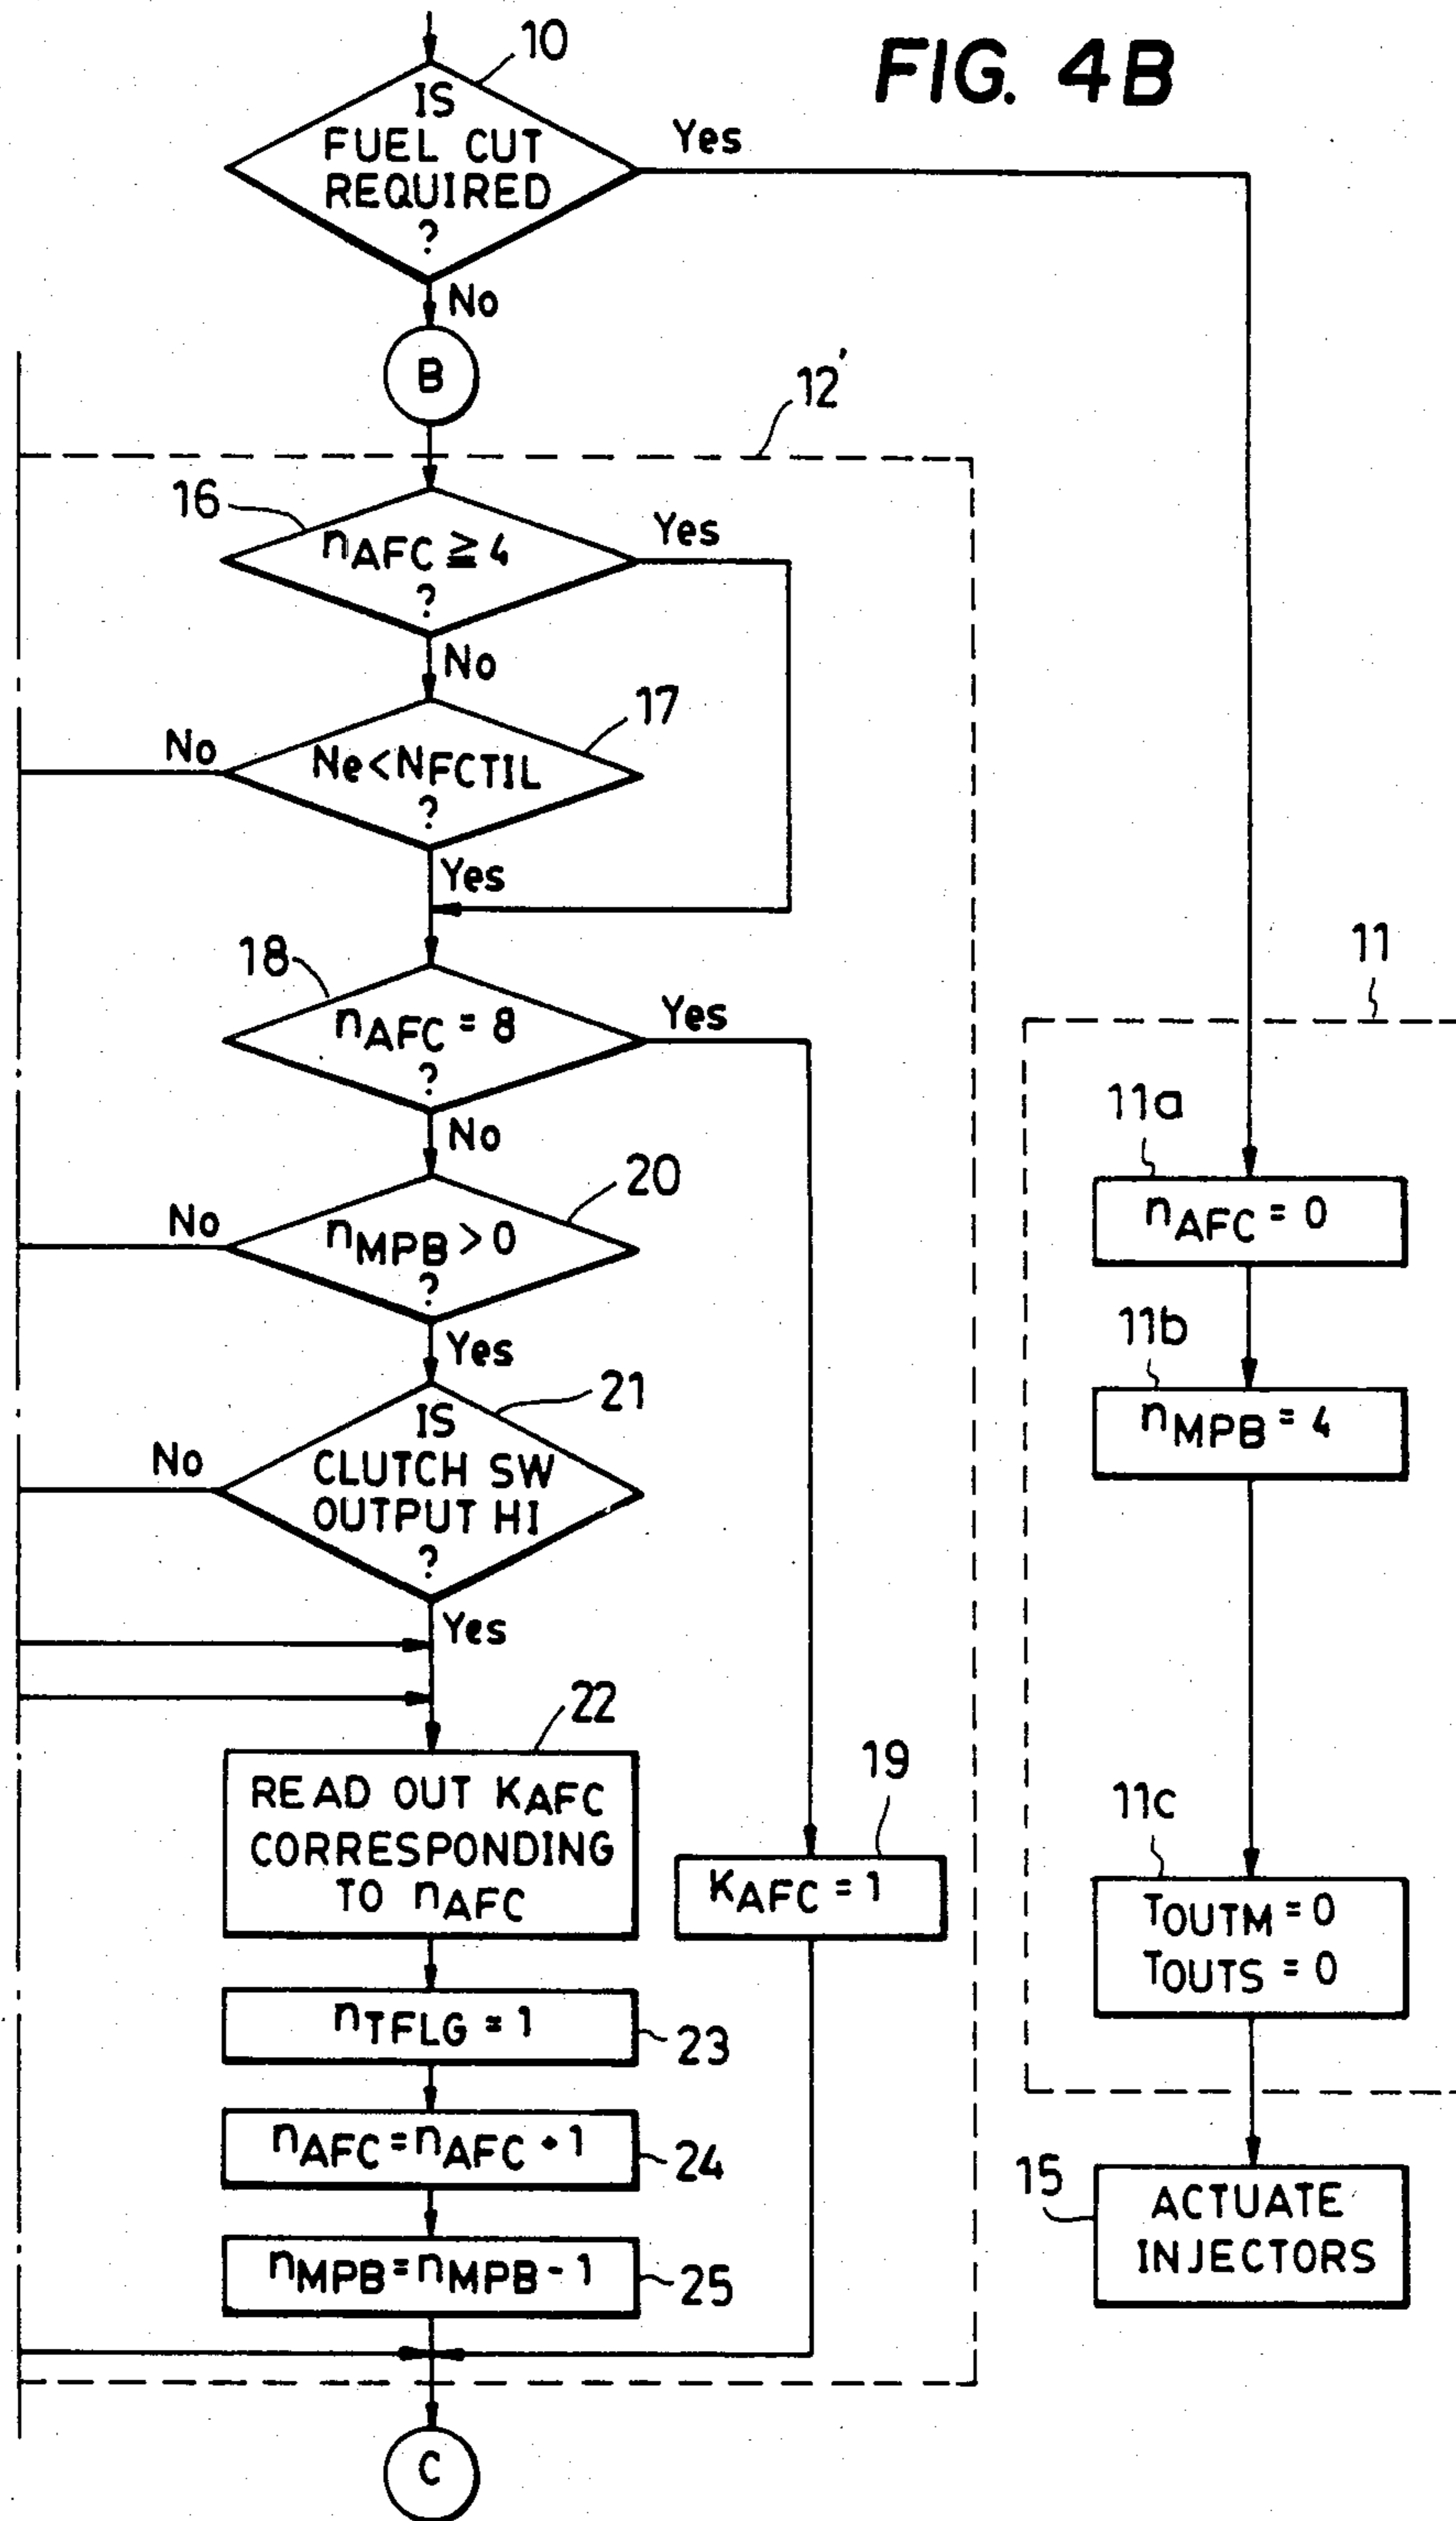 FIG. 4B
10
IS
FUEL CUT
REQUIRED
?
Yes
No
B
12'
16
nAFC ≧ 4
?
Yes
No
17
Ne<NFCTIL
?
No
Yes
18
nAFC = 8
?
Yes
No
20
nMPB > 0
?
No
Yes
21
IS
CLUTCH SW
OUTPUT HI
?
No
Yes
22
READ OUT KAFC
CORRESPONDING
TO nAFC
19
KAFC = 1
nTFLG = 1
23
nAFC = nAFC + 1
24
nMPB = nMPB - 1
25
C
11
11a
nAFC = 0
11b
nMPB = 4
11c
TOUTM = 0
TOUTS = 0
15
ACTUATE
INJECTORS